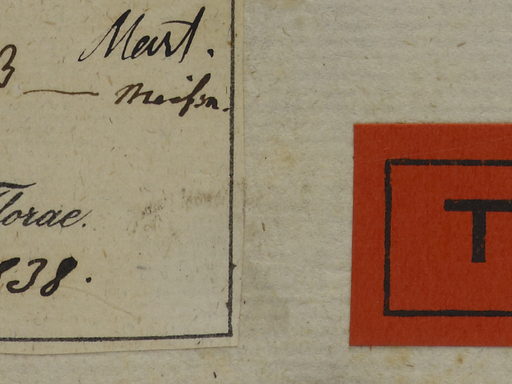 Mart.
3 — Meißn.
Florae.
838.
T